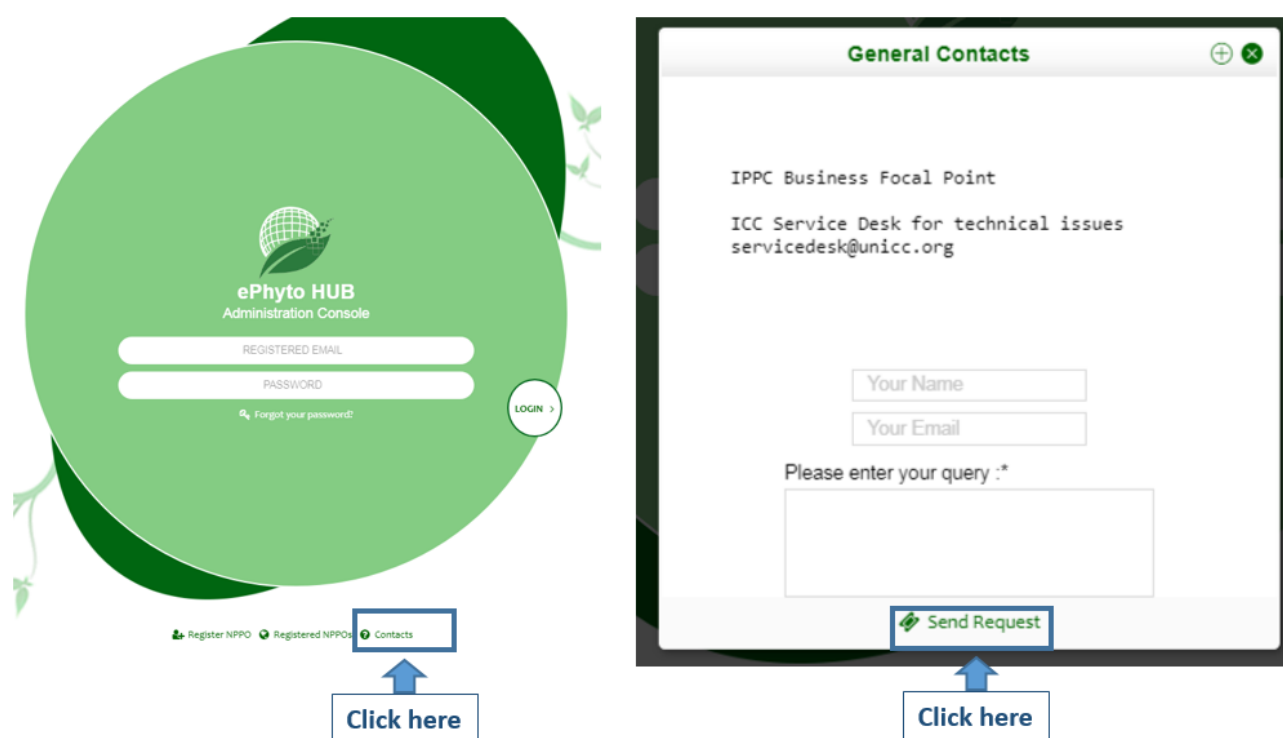 ePhyto HUB
Administration Console
REGISTERED EMAIL
PASSWORD
Forgot your password?
LOGIN >
Register NPPO Registered NPPOs Contacts
Click here
General Contacts
IPPC Business Focal Point
ICC Service Desk for technical issues
servicedesk@unicc.org
Your Name
Your Email
Please enter your query :*
Send Request
Click here